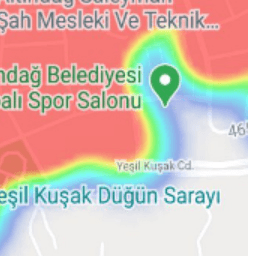 Şah Mesleki Ve Teknik...
ndağ Belediyesi
alı Spor Salonu
46
Yeşil Kuşak Cd.
eşil Kuşak Düğün Sarayı